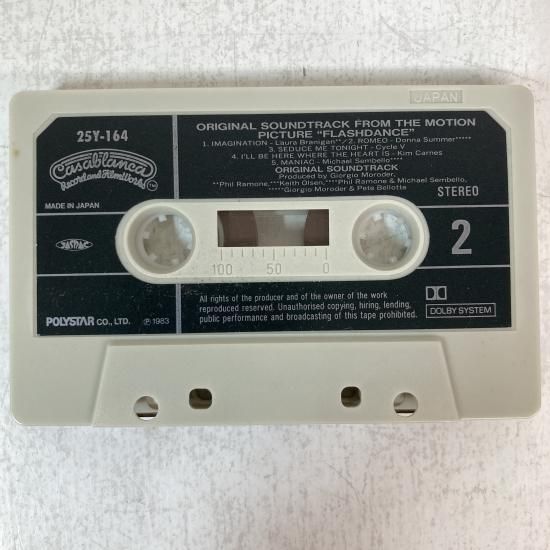 JAPAN
25Y-164
Casablanca
Record and FilmWorks
TM
MADE IN JAPAN
JASRAC
POLYSTAR CO., LTD. ℗1983
ORIGINAL SOUNDTRACK FROM THE MOTION
PICTURE "FLASHDANCE"
1. IMAGINATION - Laura Branigan**/2. ROMEO - Donna Summer*****
3. SEDUCE ME TONIGHT - Cycle V
4. I'LL BE HERE WHERE THE HEART IS - Kim Carnes
5. MANIAC - Michael Sembello****
ORIGINAL SOUNDTRACK
Produced by Giorgio Moroder,
**Phil Ramone,***Keith Olsen,****Phil Ramone & Michael Sembello,
*****Giorgio Moroder & Pete Bellotte
STEREO
2
100 50 0
All rights of the producer and of the owner of the work
reproduced reserved. Unauthorised copying, hiring, lending,
public performance and broadcasting of this tape prohibited.
DOLBY SYSTEM